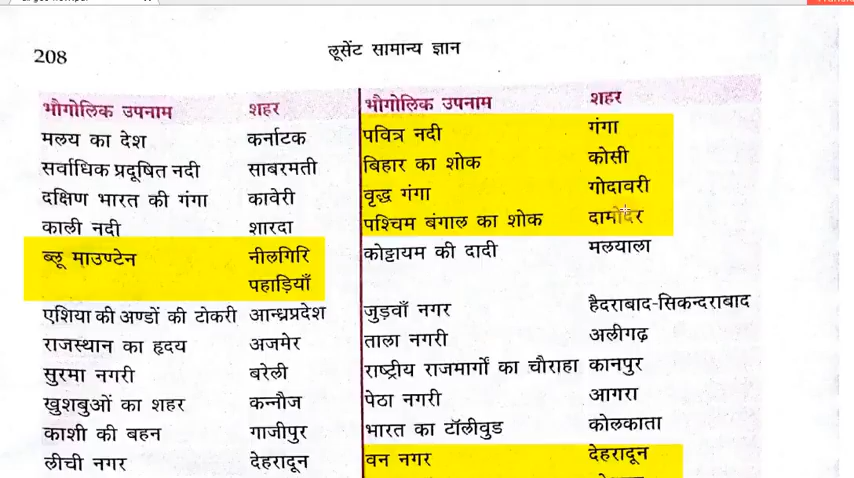 208
लूसेंट सामान्य ज्ञान
भौगोलिक उपनाम शहर
मलय का देश कर्नाटक
सर्वाधिक प्रदूषित नदी साबरमती
दक्षिण भारत की गंगा कावेरी
काली नदी शारदा
ब्लू माउण्टेन नीलगिरि
पहाड़ियाँ
एशिया की अण्डों की टोकरी आन्ध्रप्रदेश
राजस्थान का हृदय अजमेर
सुरमा नगरी बरेली
खुशबुओं का शहर कन्नौज
काशी की बहन गाजीपुर
लीची नगर देहरादून
भौगोलिक उपनाम शहर
पवित्र नदी गंगा
बिहार का शोक कोसी
वृद्ध गंगा गोदावरी
पश्चिम बंगाल का शोक दामोदर
कोट्टायम की दादी मलयाला
जुड़वाँ नगर हैदराबाद-सिकन्दराबाद
ताला नगरी अलीगढ़
राष्ट्रीय राजमार्गों का चौराहा कानपुर
पेठा नगरी आगरा
भारत का टॉलीवुड कोलकाता
वन नगर देहरादून